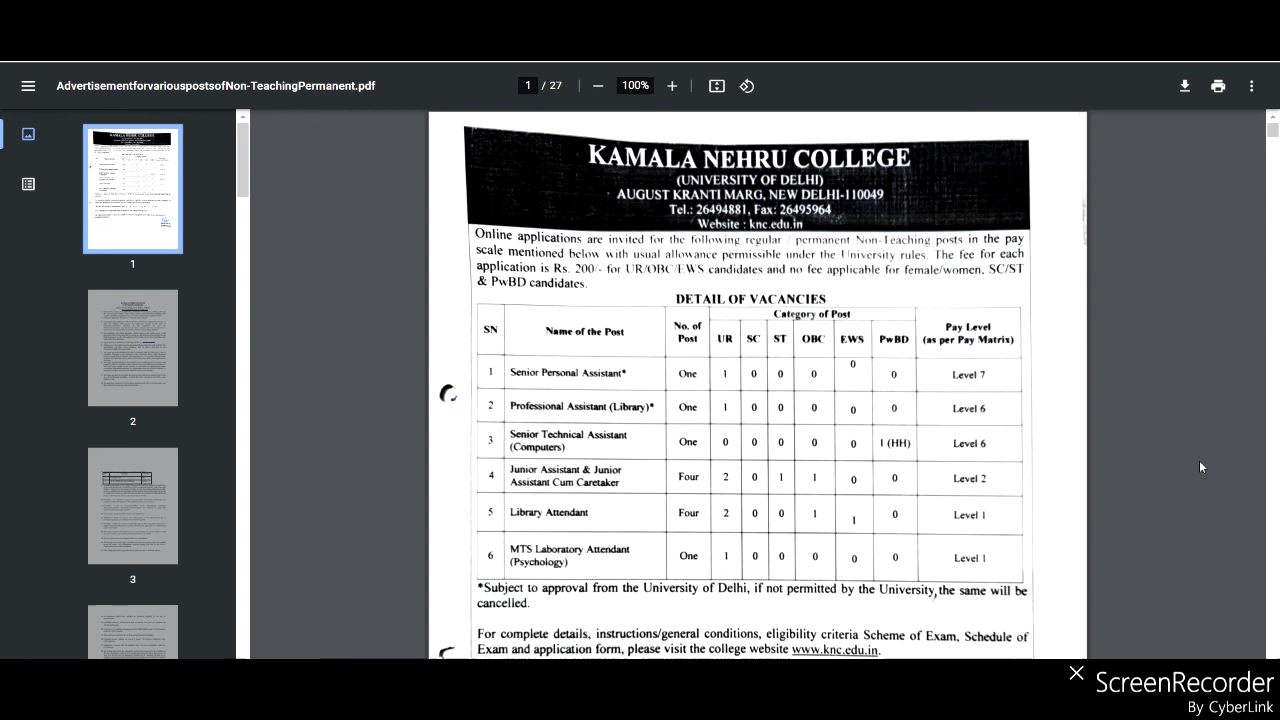 AdvertisementforvariouspostsofNon-TeachingPermanent.pdf
1 / 27
100%
1
2
3
KAMALA NEHRU COLLEGE
(UNIVERSITY OF DELHI)
AUGUST KRANTI MARG, NEW DELHI-110049
Tel.: 26494881, Fax: 26495964
Website : knc.edu.in
Online applications are invited for the following regular / permanent Non-Teaching posts in the pay
scale mentioned below with usual allowance permissible under the University rules. The fee for each
application is Rs. 200/- for UR/OBC/EWS candidates and no fee applicable for female/women, SC/ST
& PwBD candidates.
DETAIL OF VACANCIES
SN Name of the Post No. of Post Category of Post Pay Level (as per Pay Matrix)
UR SC ST OBC EWS PwBD
1 Senior Personal Assistant* One 1 0 0 0 0 Level 7
2 Professional Assistant (Library)* One 1 0 0 0 0 0 Level 6
3 Senior Technical Assistant (Computers) One 0 0 0 0 0 1 (HH) Level 6
4 Junior Assistant & Junior Assistant Cum Caretaker Four 2 0 1 1 0 0 Level 2
5 Library Attendant Four 2 0 0 1 0 Level 1
6 MTS Laboratory Attendant (Psychology) One 1 0 0 0 0 0 Level 1
*Subject to approval from the University of Delhi, if not permitted by the University, the same will be
cancelled.
For complete details, instructions/general conditions, eligibility criteria Scheme of Exam, Schedule of
Exam and application form, please visit the college website www.knc.edu.in.
ScreenRecorder
By CyberLink